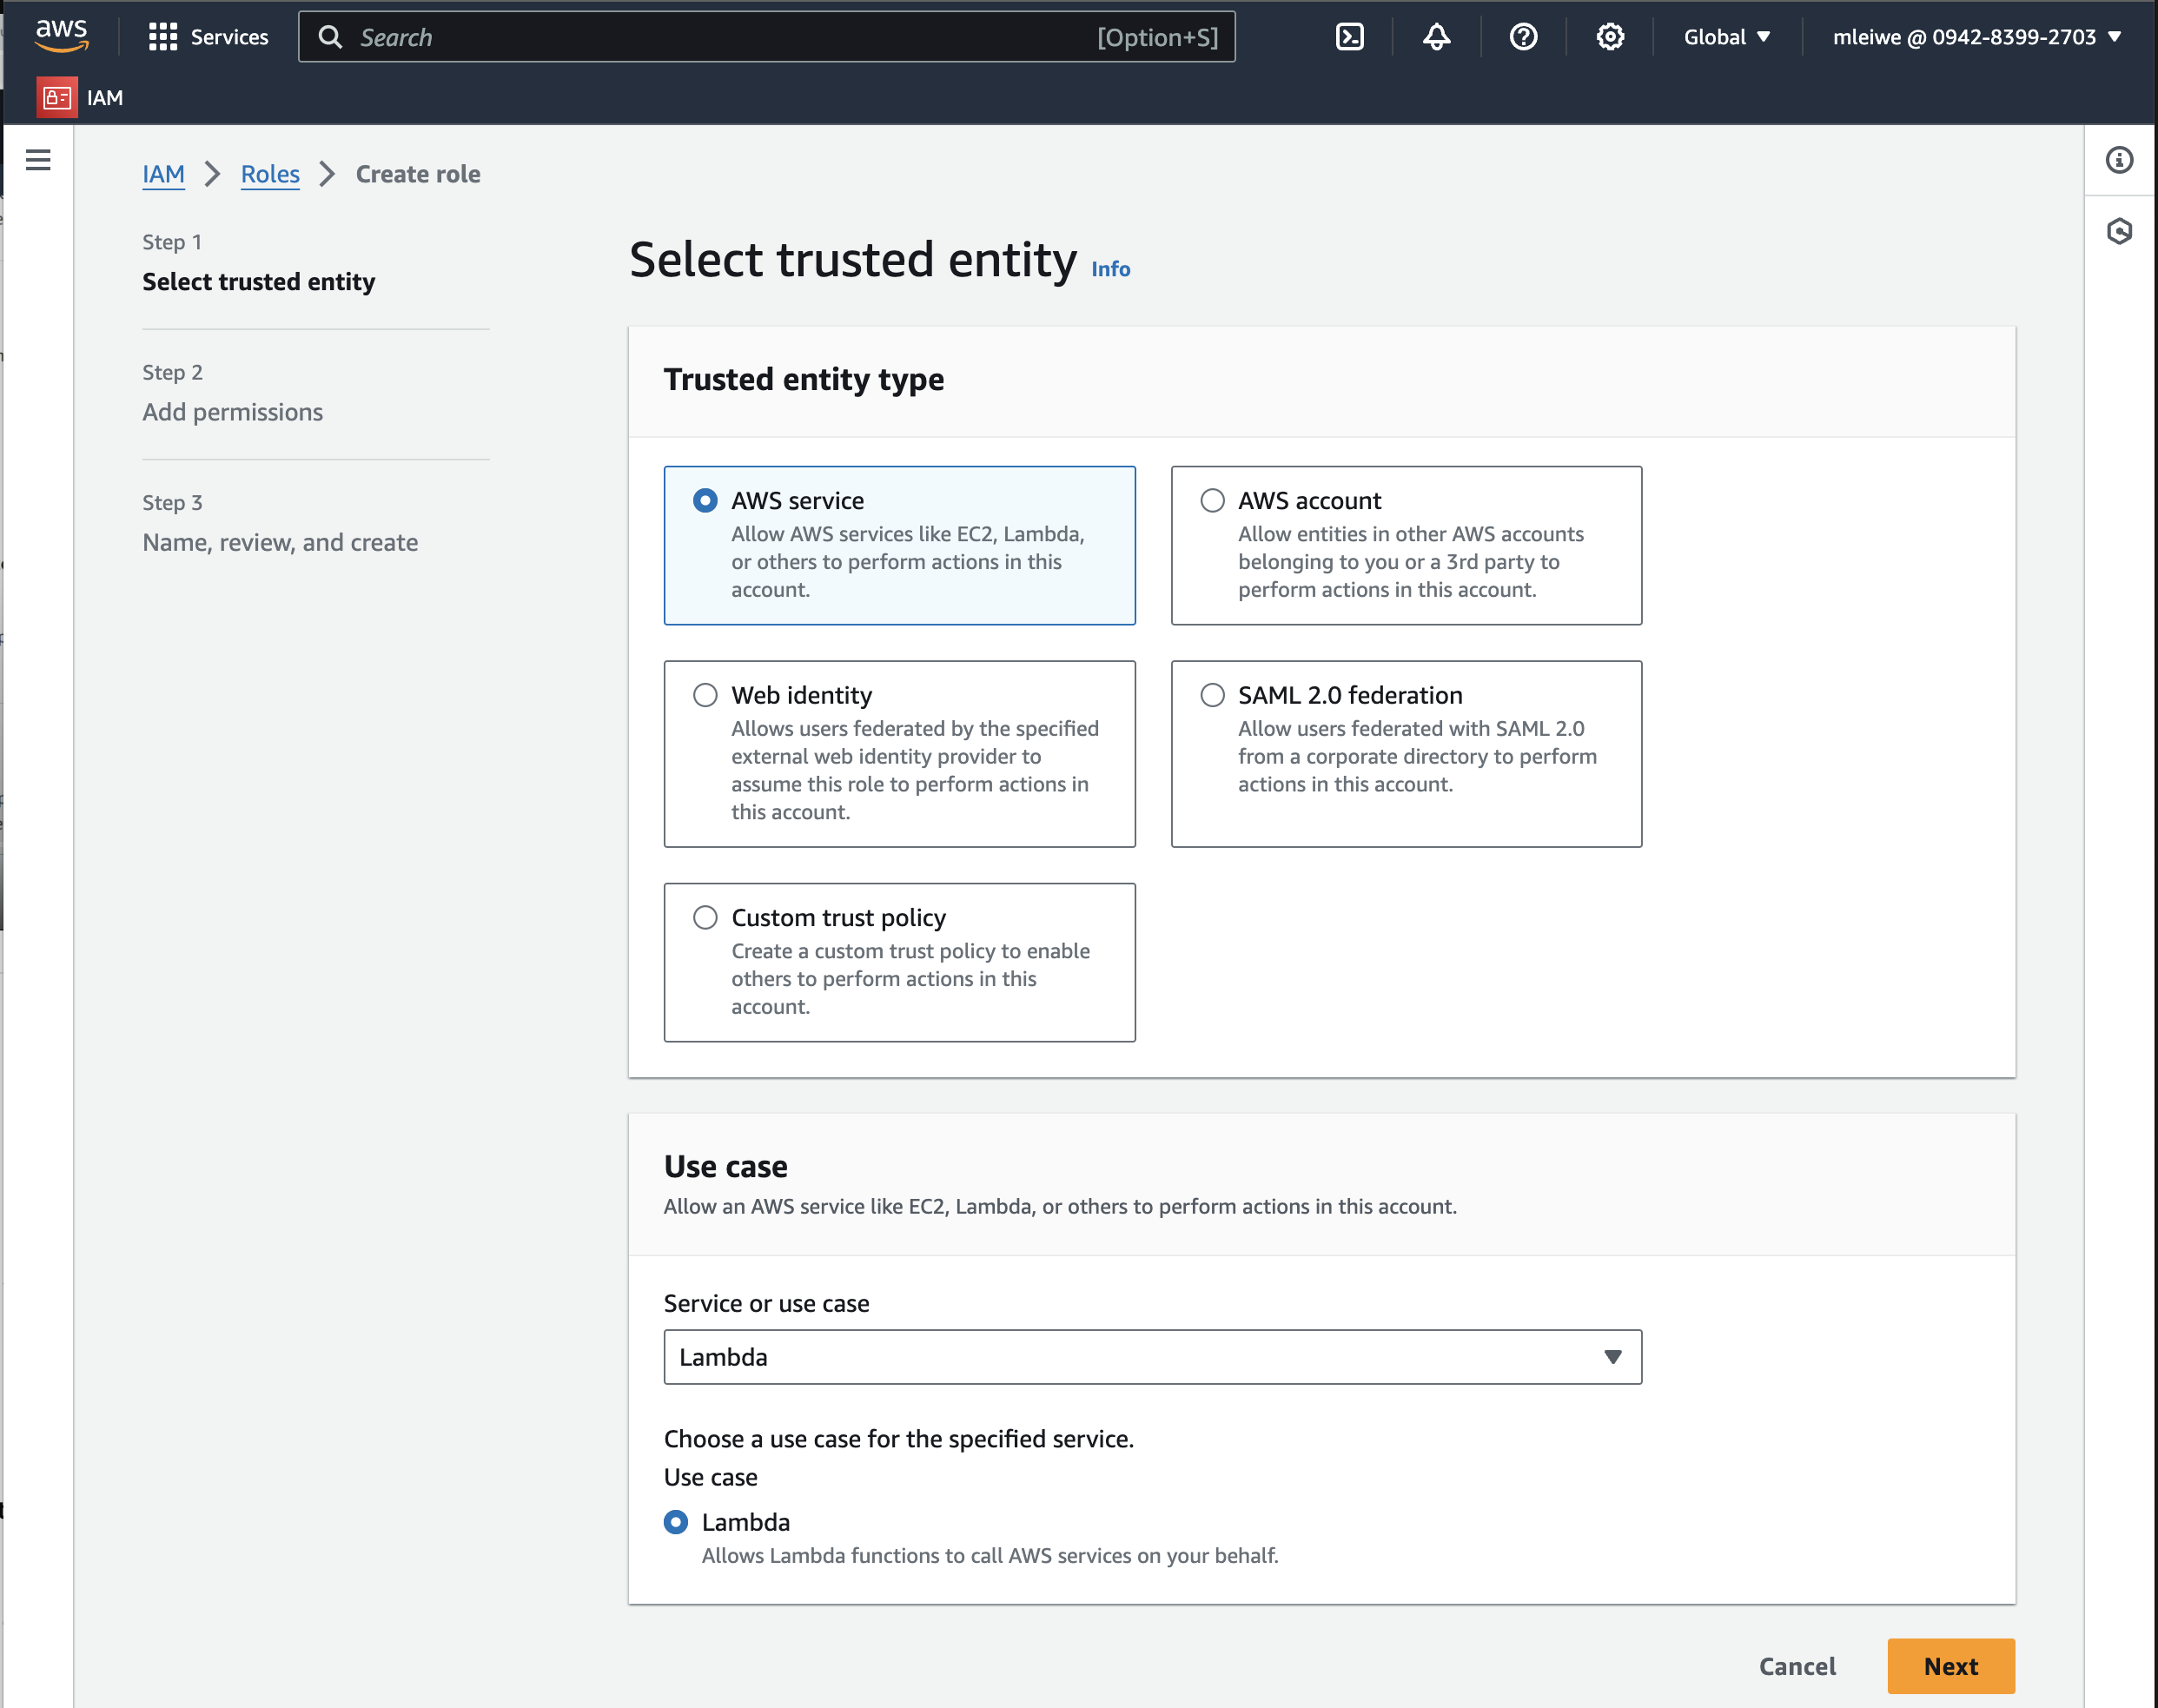 aws
Services
Search
[Option+S]
Global
mleiwe @ 0942-8399-2703
IAM
IAM
Roles
Create role
Step 1
Select trusted entity
Step 2
Add permissions
Step 3
Name, review, and create
Select trusted entity Info
Trusted entity type
AWS service
Allow AWS services like EC2, Lambda,
or others to perform actions in this
account.
AWS account
Allow entities in other AWS accounts
belonging to you or a 3rd party to
perform actions in this account.
Web identity
Allows users federated by the specified
external web identity provider to
assume this role to perform actions in
this account.
SAML 2.0 federation
Allow users federated with SAML 2.0
from a corporate directory to perform
actions in this account.
Custom trust policy
Create a custom trust policy to enable
others to perform actions in this
account.
Use case
Allow an AWS service like EC2, Lambda, or others to perform actions in this account.
Service or use case
Lambda
Choose a use case for the specified service.
Use case
Lambda
Allows Lambda functions to call AWS services on your behalf.
Cancel
Next